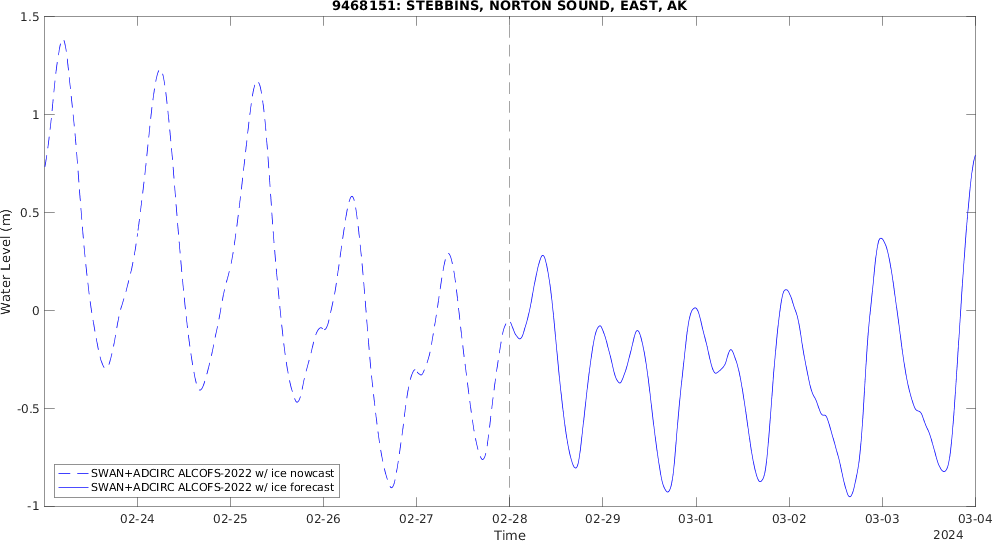 9468151: STEBBINS, NORTON SOUND, EAST, AK
1.5
1
0.5
0
-0.5
-1
Water Level (m)
SWAN+ADCIRC ALCOFS-2022 w/ ice nowcast
SWAN+ADCIRC ALCOFS-2022 w/ ice forecast
02-24 02-25 02-26 02-27 02-28 02-29 03-01 03-02 03-03 03-04
Time
2024